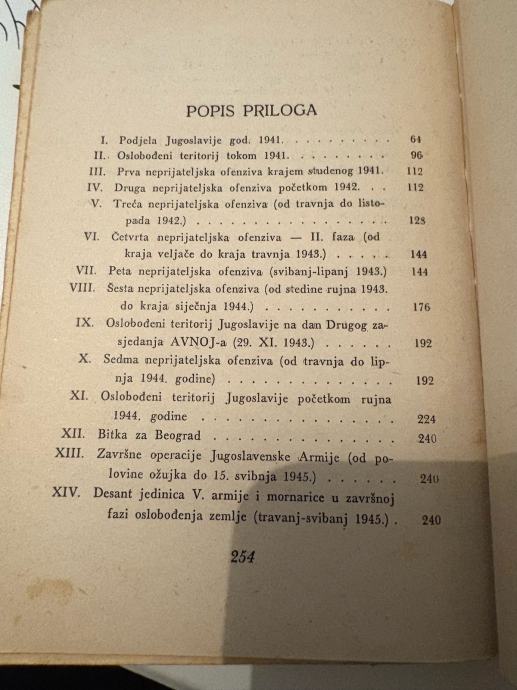 POPIS PRILOGA
I. Podjela Jugoslavije god. 1941. . . . . . . . . . . 64
II. Oslobođeni teritorij tokom 1941. . . . . . . . . . 96
III. Prva neprijateljska ofenziva krajem studenog 1941. 112
IV. Druga neprijateljska ofenziva početkom 1942. . . 112
V. Treća neprijateljska ofenziva (od travnja do listo-
pada 1942.) . . . . . . . . . . . . . . . 128
VI. Četvrta neprijateljska ofenziva — II. faza (od
kraja veljače do kraja travnja 1943.) . . . . . 144
VII. Peta neprijateljska ofenziva (svibanj-lipanj 1943.) 144
VIII. Šesta neprijateljska ofenziva (od stedine rujna 1943.
do kraja siječnja 1944.) . . . . . . . . . . 176
IX. Oslobođeni teritorij Jugoslavije na dan Drugog za-
sjedanja AVNOJ-a (29. XI. 1943.) . . . . . . 192
X. Sedma neprijateljska ofenziva (od travnja do lip-
nja 1944. godine) . . . . . . . . . . . . . 192
XI. Oslobođeni teritorij Jugoslavije početkom rujna
1944. godine . . . . . . . . . . . . . . . 224
XII. Bitka za Beograd . . . . . . . . . . . . . . 240
XIII. Završne operacije Jugoslavenske Armije (od po-
lovine ožujka do 15. svibnja 1945.) . . . . . . 240
XIV. Desant jedinica V. armije i mornarice u završnoj
fazi oslobođenja zemlje (travanj-svibanj 1945.) . 240
254